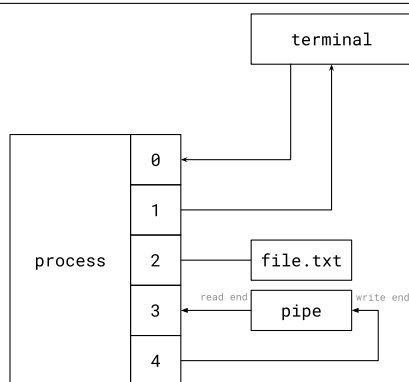 terminal
0
1
process
2
file.txt
read end
write end
3
pipe
4